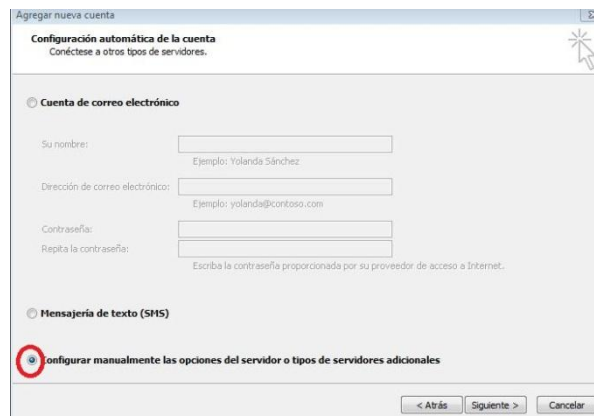 Agregar nueva cuenta
Configuración automática de la cuenta
Conéctese a otros tipos de servidores.
Cuenta de correo electrónico
Su nombre:
Ejemplo: Yolanda Sánchez
Dirección de correo electrónico:
Ejemplo: yolanda@contoso.com
Contraseña:
Repita la contraseña:
Escriba la contraseña proporcionada por su proveedor de acceso a Internet.
Mensajería de texto (SMS)
Configurar manualmente las opciones del servidor o tipos de servidores adicionales
< Atrás Siguiente > Cancelar